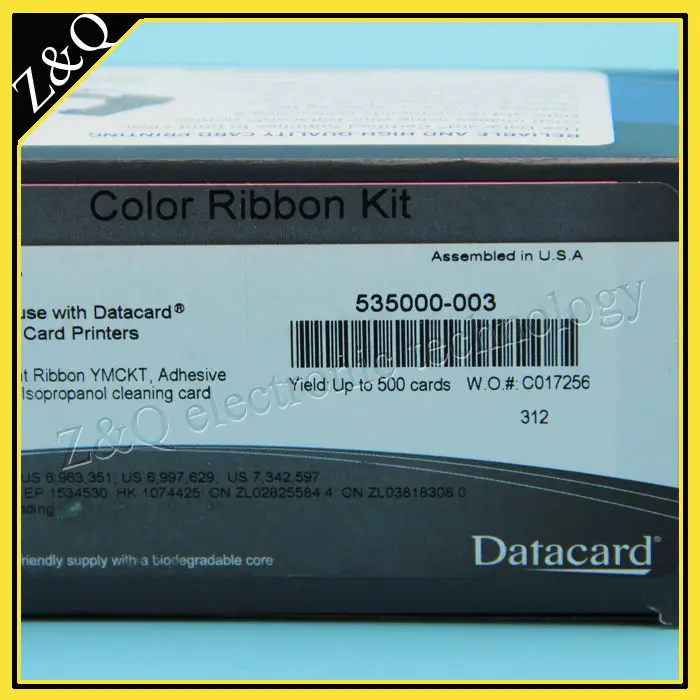 Z&Q
RELIABLE AND HIGH QUALITY CARD PRINTING
Color Ribbon Kit
Assembled in U.S.A
use with Datacard®
Card Printers
535000-003
t Ribbon YMCKT, Adhesive
Isopropanol cleaning card
Yield: Up to 500 cards W.O.#: C017256
312
Z&Q electronic technology
US 6,963,351; US 6,997,629; US 7,342,597
EP 1534530; HK 1074425; CN ZL02825584.4; CN ZL03818308.0
nding
riendly supply with a biodegradable core
Datacard®